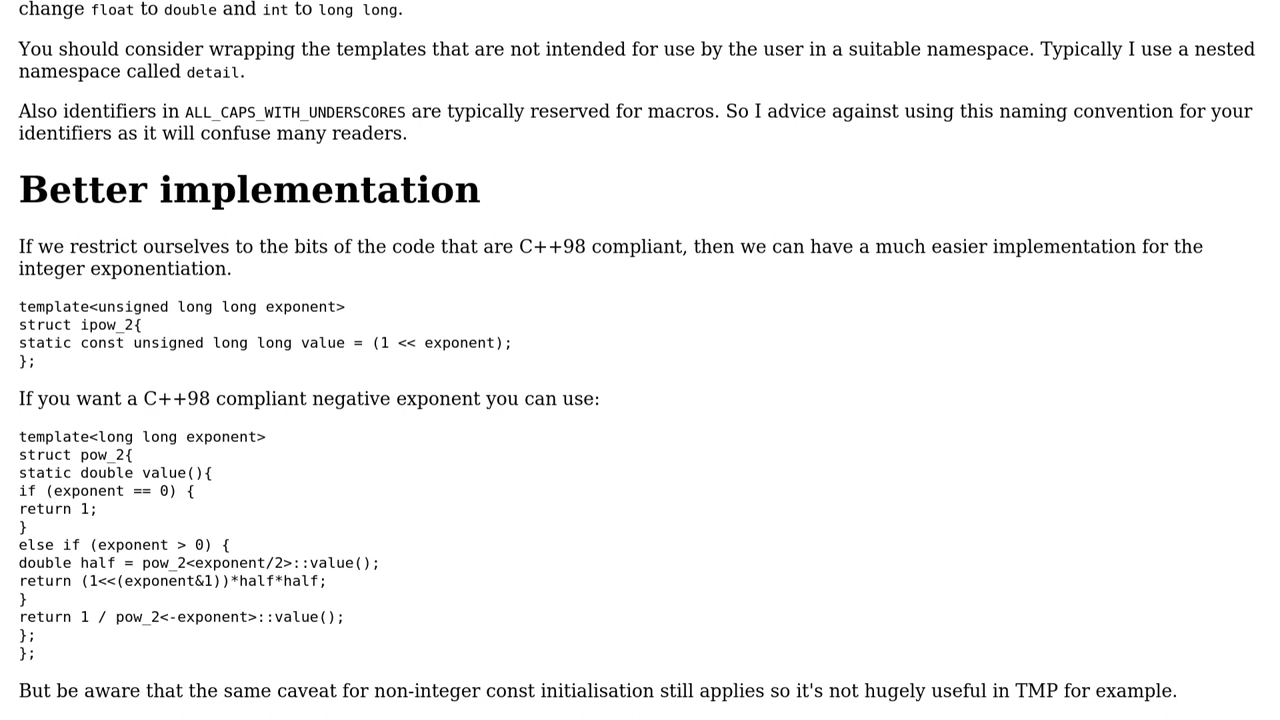 change float to double and int to long long.
You should consider wrapping the templates that are not intended for use by the user in a suitable namespace. Typically I use a nested
namespace called detail.
Also identifiers in ALL_CAPS_WITH_UNDERSCORES are typically reserved for macros. So I advice against using this naming convention for your
identifiers as it will confuse many readers.
Better implementation
If we restrict ourselves to the bits of the code that are C++98 compliant, then we can have a much easier implementation for the
integer exponentiation.
template<unsigned long long exponent>
struct ipow_2{
static const unsigned long long value = (1 << exponent);
};
If you want a C++98 compliant negative exponent you can use:
template<long long exponent>
struct pow_2{
static double value(){
if (exponent == 0) {
return 1;
}
else if (exponent > 0) {
double half = pow_2<exponent/2>::value();
return (1<<(exponent&1))*half*half;
}
return 1 / pow_2<-exponent>::value();
};
};
But be aware that the same caveat for non-integer const initialisation still applies so it's not hugely useful in TMP for example.